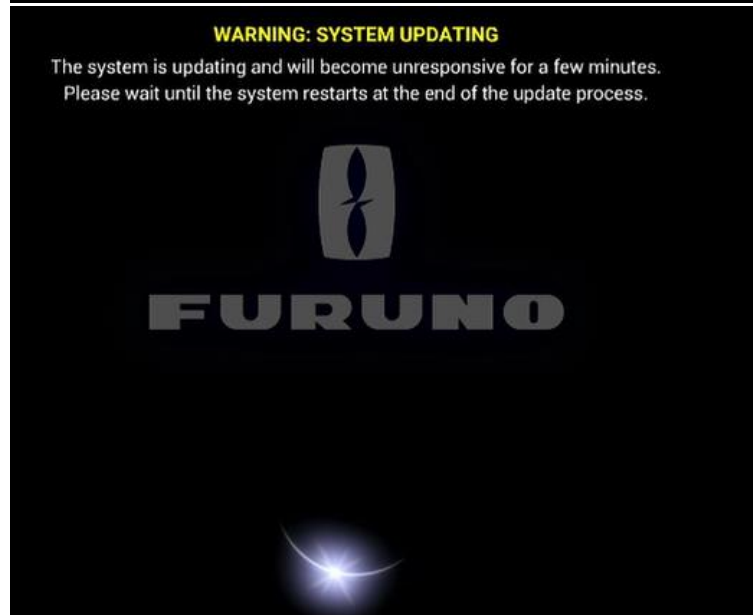 WARNING: SYSTEM UPDATING
The system is updating and will become unresponsive for a few minutes.
Please wait until the system restarts at the end of the update process.
FURUNO